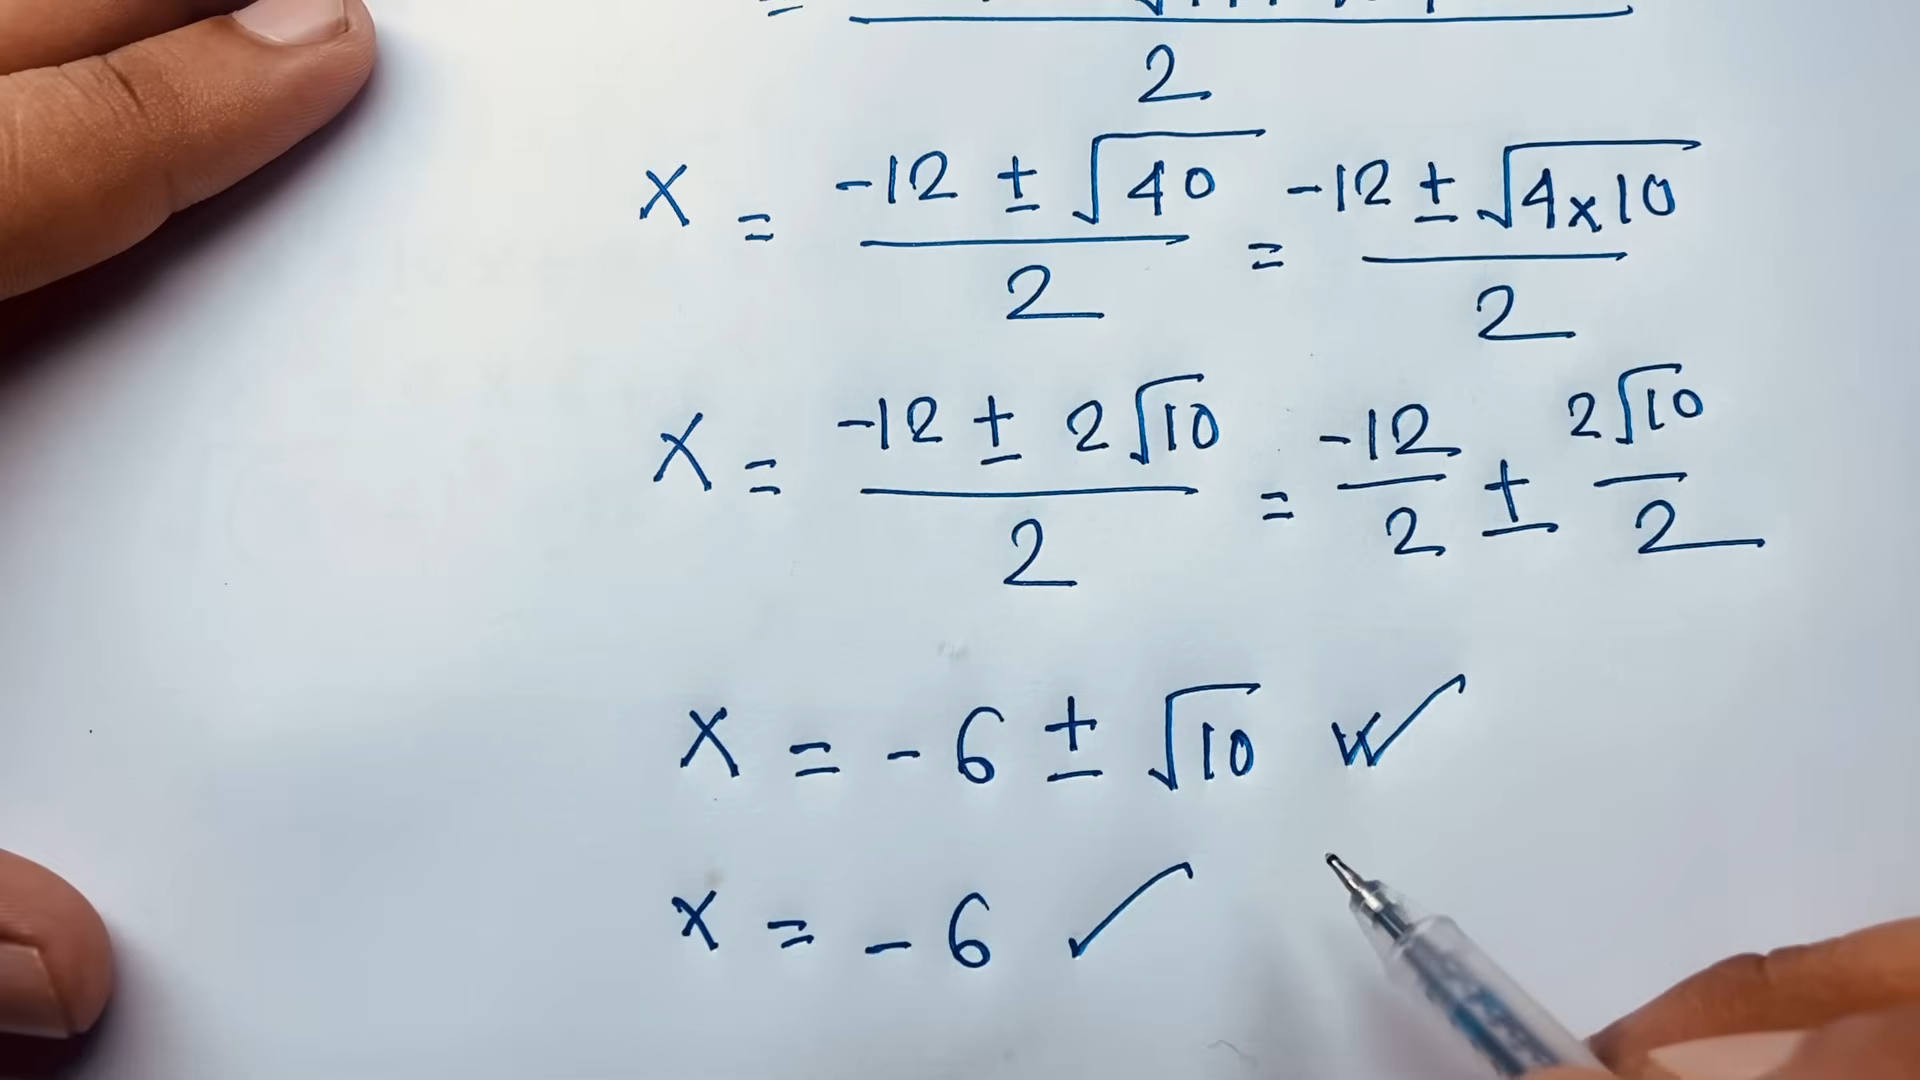 =
2
x = (-12 ± √40)/2 = (-12 ± √(4x10))/2
x = (-12 ± 2√10)/2 = -12/2 ± 2√10/2
x = -6 ± √10 ✓
x = -6 ✓